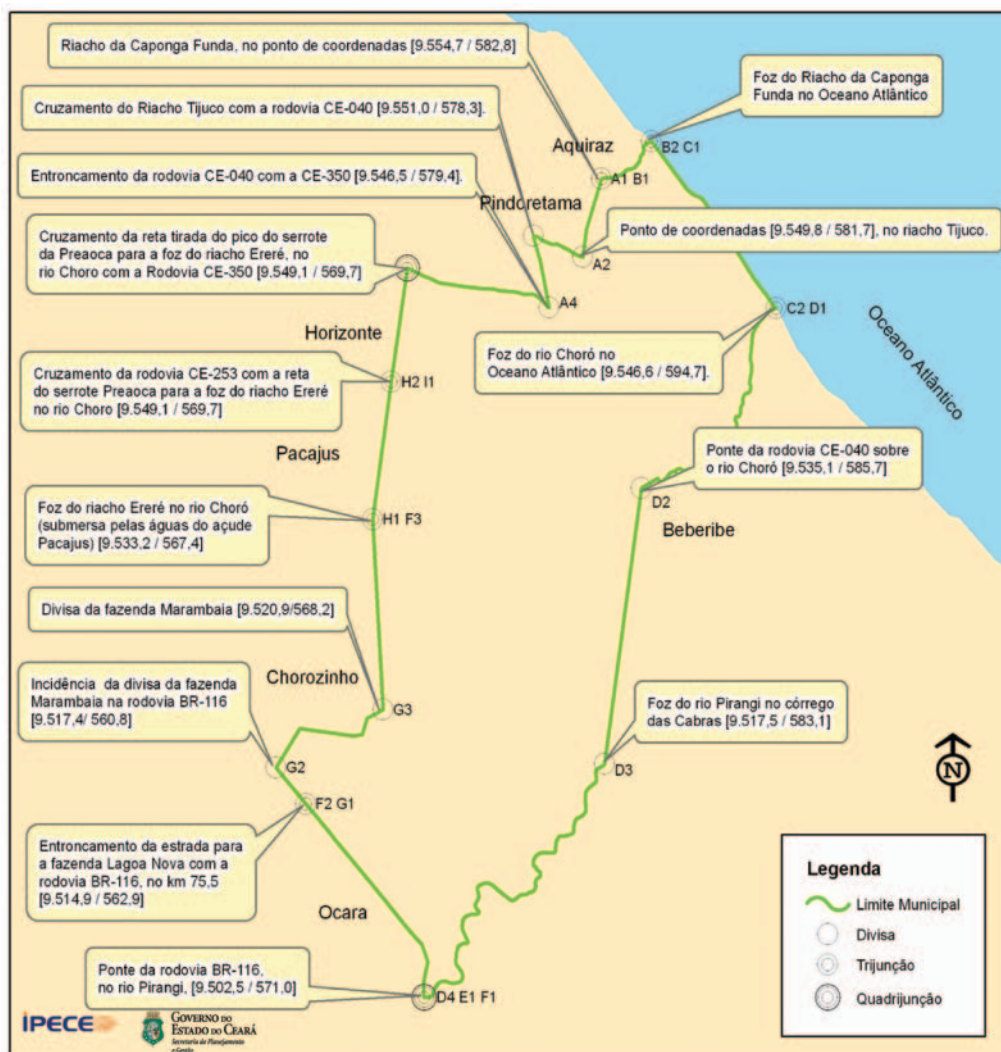 Riacho da Caponga Funda, no ponto de coordenadas [9.554,7 / 582,8]
Foz do Riacho da Caponga
Funda no Oceano Atlântico
Cruzamento do Riacho Tijuco com a rodovia CE-040 [9.551,0 / 578,3].
Aquiraz
B2 C1
A1 B1
Entroncamento da rodovia CE-040 com a CE-350 [9.546,5 / 579,4].
Pindoretama
Ponto de coordenadas [9.549,8 / 581,7], no riacho Tijuco.
A2
Cruzamento da reta tirada do pico do serrote
da Preaoca para a foz do riacho Ereré, no
rio Choro com a Rodovia CE-350 [9.549,1 / 569,7]
A4
C2 D1
Oceano Atlântico
Horizonte
Foz do rio Choró no
Oceano Atlântico [9.546,6 / 594,7].
Cruzamento da rodovia CE-253 com a reta
do serrote Preaoca para a foz do riacho Ereré
no rio Choro [9.549,1 / 569,7]
H2 I1
Pacajus
Ponte da rodovia CE-040 sobre
o rio Choró [9.535,1 / 585,7]
D2
Beberibe
Foz do riacho Ereré no rio Choró
(submersa pelas águas do açude
Pacajus) [9.533,2 / 567,4]
H1 F3
Divisa da fazenda Marambaia [9.520,9/568,2]
Chorozinho
G3
Incidência da divisa da fazenda
Marambaia na rodovia BR-116
[9.517,4/ 560,8]
G2
Foz do rio Pirangi no córrego
das Cabras [9.517,5 / 583,1]
D3
N
F2 G1
Entroncamento da estrada para
a fazenda Lagoa Nova com a
rodovia BR-116, no km 75,5
[9.514,9 / 562,9]
Ocara
Ponte da rodovia BR-116,
no rio Pirangi, [9.502,5 / 571,0]
D4 E1 F1
Legenda
Limite Municipal
Divisa
Trijunção
Quadrijunção
IPECE
GOVERNO DO
ESTADO DO CEARÁ
Secretaria do Planejamento
e Gestão